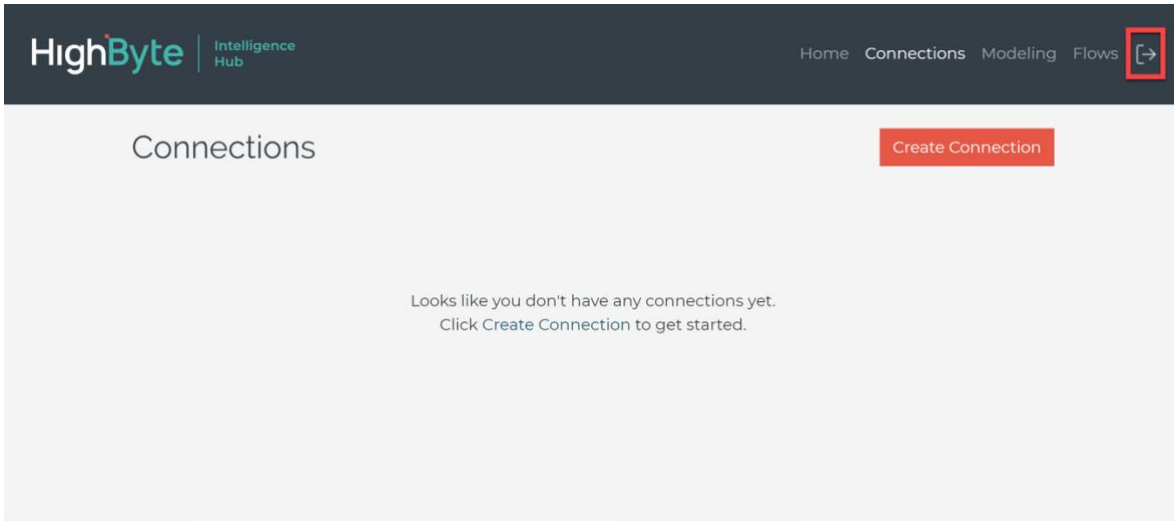 HighByte Intelligence Hub
Home Connections Modeling Flows
Connections
Create Connection
Looks like you don't have any connections yet.
Click Create Connection to get started.